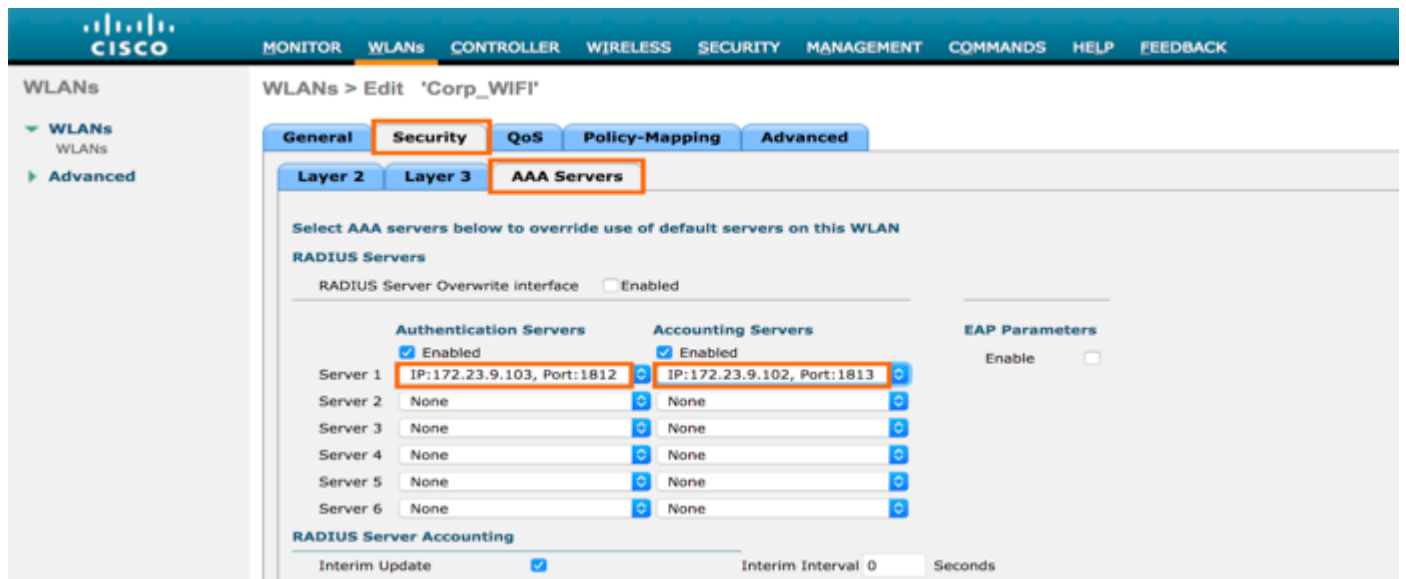 CISCO
MONITOR WLANs CONTROLLER WIRELESS SECURITY MANAGEMENT COMMANDS HELP FEEDBACK
WLANs
WLANs > Edit 'Corp_WIFI'
WLANs
WLANs
Advanced
General Security QoS Policy-Mapping Advanced
Layer 2 Layer 3 AAA Servers
Select AAA servers below to override use of default servers on this WLAN
RADIUS Servers
RADIUS Server Overwrite interface Enabled
Authentication Servers Accounting Servers EAP Parameters
Enabled Enabled Enable
Server 1 IP:172.23.9.103, Port:1812 IP:172.23.9.102, Port:1813
Server 2 None None
Server 3 None None
Server 4 None None
Server 5 None None
Server 6 None None
RADIUS Server Accounting
Interim Update Interim Interval 0 Seconds